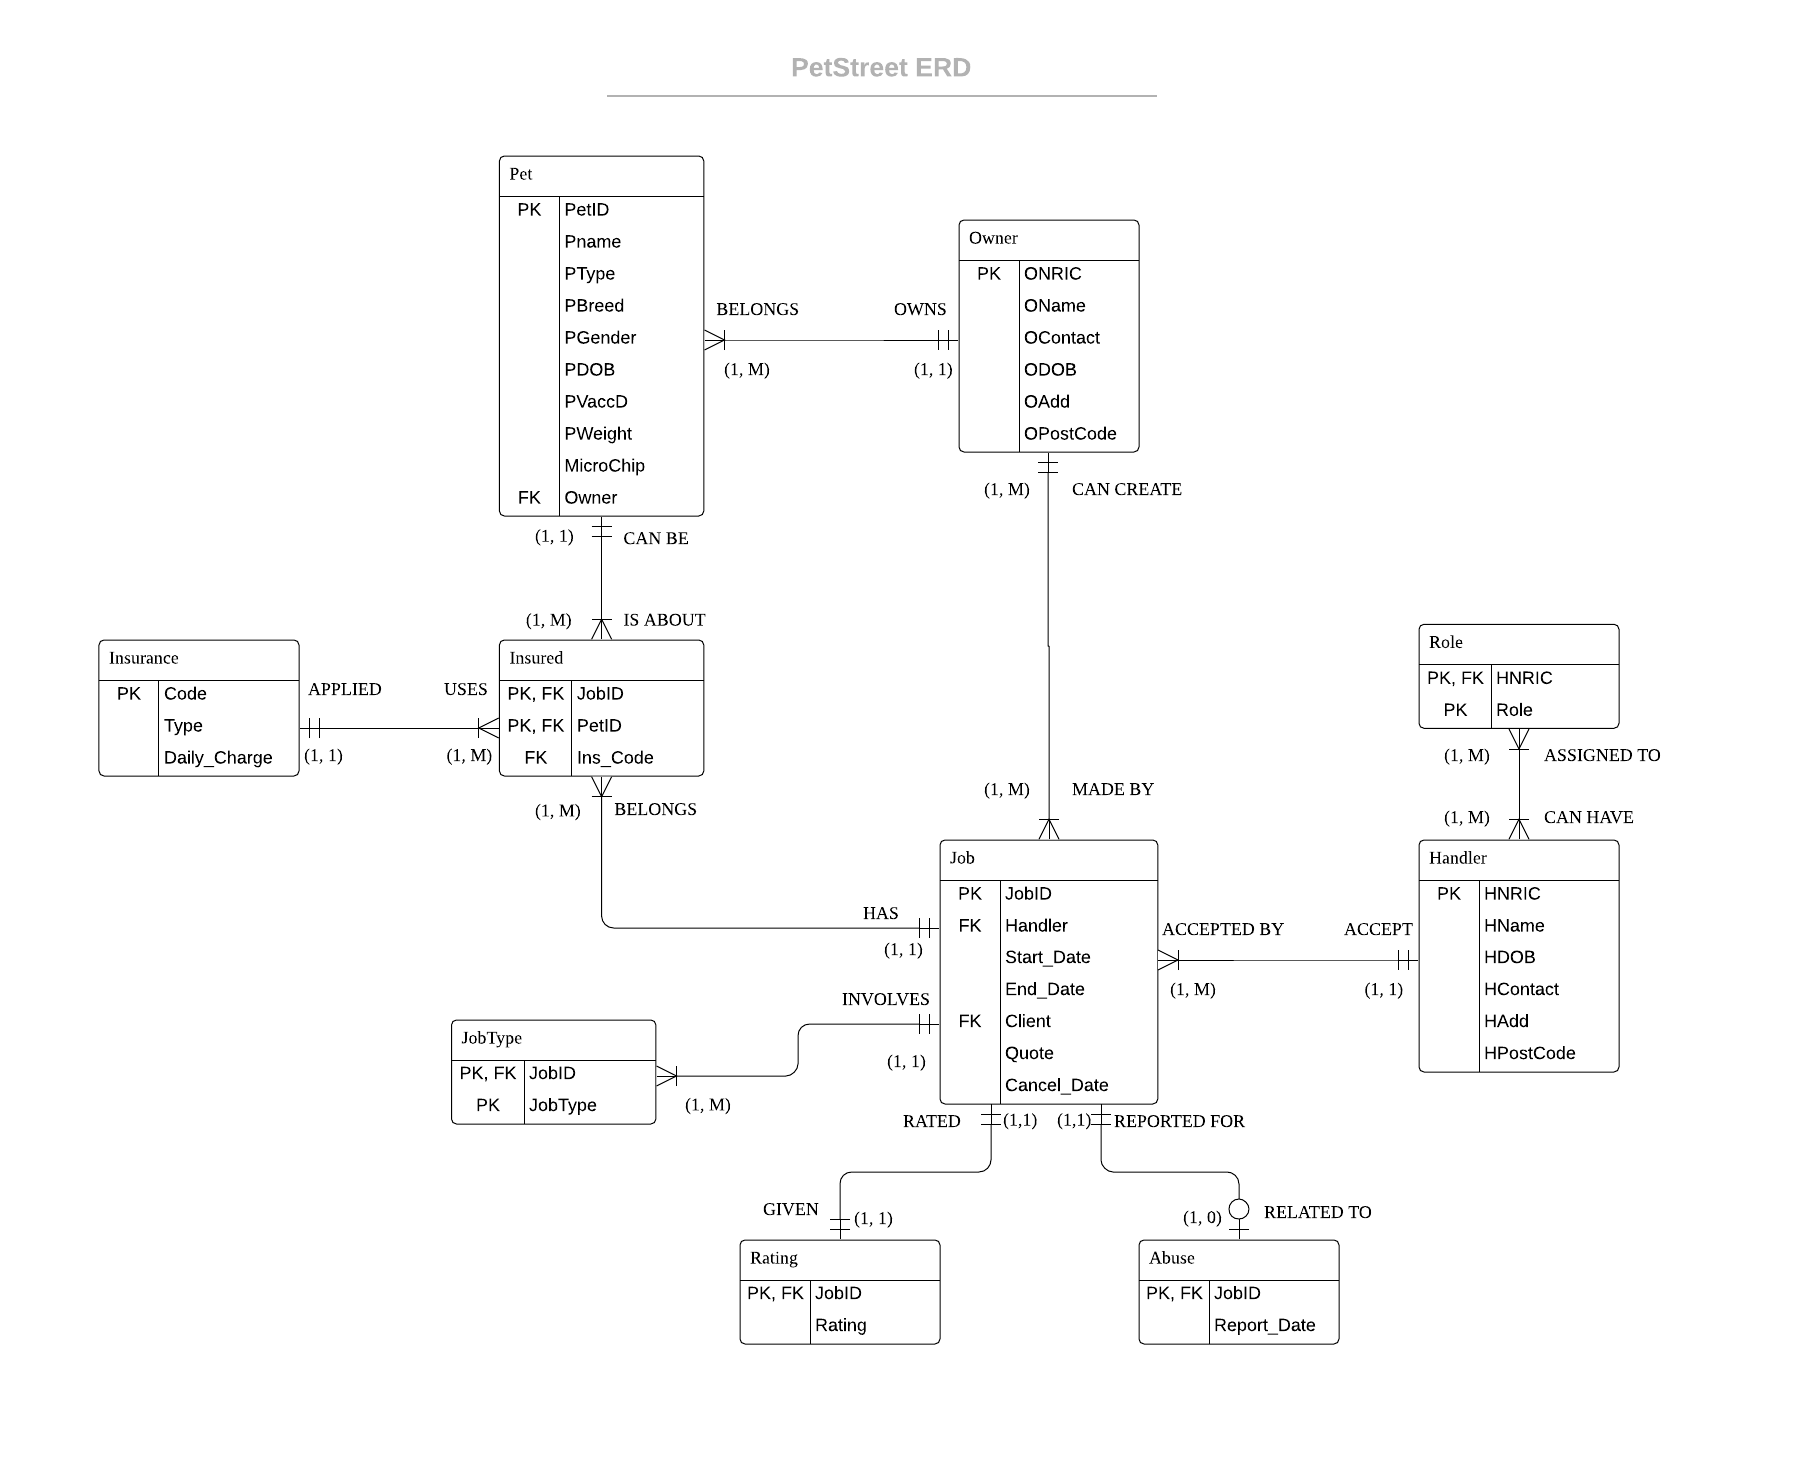 PetStreet ERD
Pet
PK PetID
Pname
PType
PBreed
PGender
PDOB
PVaccD
PWeight
MicroChip
FK Owner
BELONGS
OWNS
(1, M)
(1, 1)
Owner
PK ONRIC
OName
OContact
ODOB
OAdd
OPostCode
(1, 1)
CAN BE
(1, M)
IS ABOUT
(1, M)
CAN CREATE
Insurance
PK Code
Type
Daily_Charge
APPLIED
USES
(1, 1)
(1, M)
Insured
PK, FK JobID
PK, FK PetID
FK Ins_Code
(1, M)
BELONGS
Role
PK, FK HNRIC
PK Role
(1, M)
ASSIGNED TO
(1, M)
CAN HAVE
(1, M)
MADE BY
HAS
(1, 1)
Job
PK JobID
FK Handler
Start_Date
End_Date
FK Client
Quote
Cancel_Date
ACCEPTED BY
ACCEPT
(1, M)
(1, 1)
Handler
PK HNRIC
HName
HDOB
HContact
HAdd
HPostCode
INVOLVES
(1, 1)
JobType
PK, FK JobID
PK JobType
(1, M)
RATED
(1,1)
(1,1)
REPORTED FOR
GIVEN
(1, 1)
(1, 0)
RELATED TO
Rating
PK, FK JobID
Rating
Abuse
PK, FK JobID
Report_Date